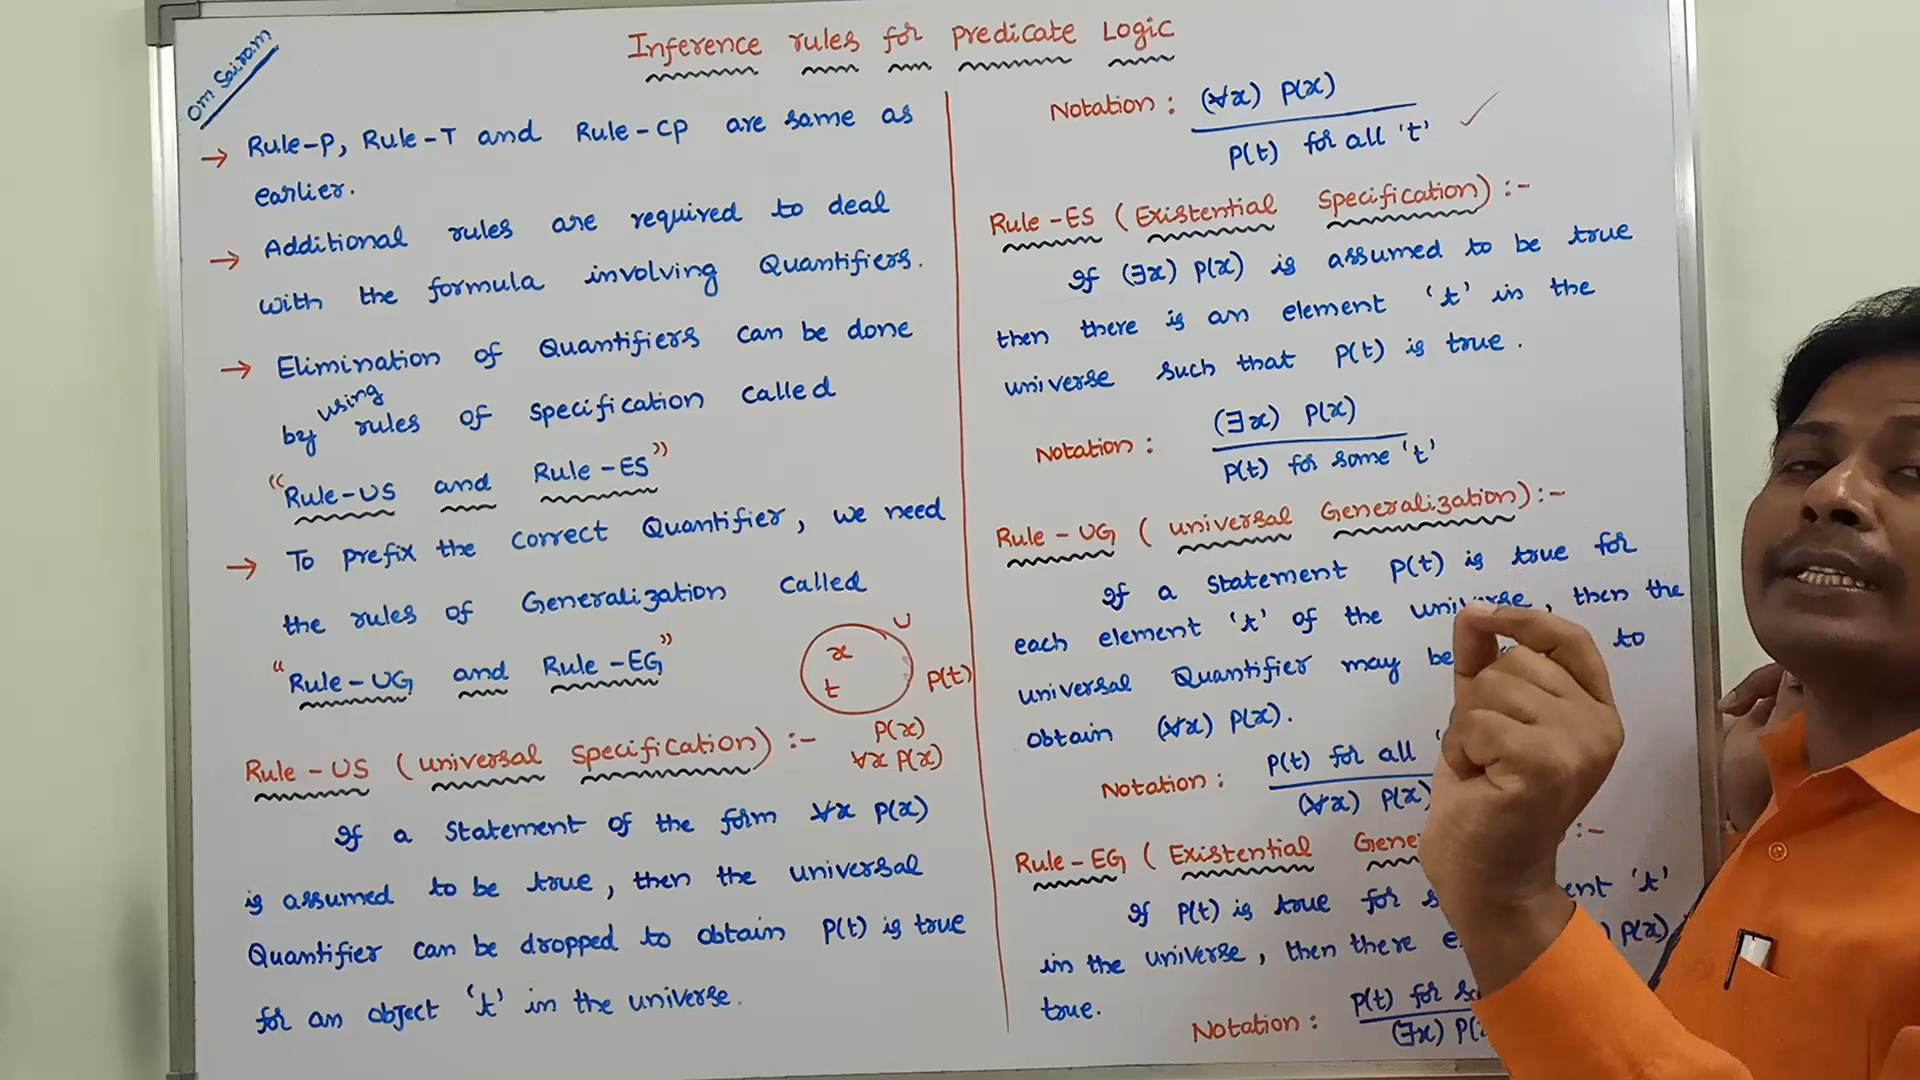 Om Sairam
Inference rules for predicate Logic
→ Rule-P, Rule-T and Rule-CP are same as
earlier.
→ Additional rules are required to deal
with the formula involving Quantifiers.
→ Elimination of Quantifiers can be done
by using rules of specification called
"Rule-US and Rule-ES"
→ To prefix the correct Quantifier, we need
the rules of Generalization called
"Rule-UG and Rule-EG"
U
x
t
P(t)
P(x)
∀x P(x)
Rule-US (universal specification) :-
If a statement of the form ∀x P(x)
is assumed to be true, then the universal
Quantifier can be dropped to obtain P(t) is true
for an object 't' in the universe.
Notation : (∀x) P(x)
P(t) for all 't' ✓
Rule-ES (Existential Specification) :-
If (∃x) P(x) is assumed to be true
then there is an element 't' in the
universe such that P(t) is true.
Notation : (∃x) P(x)
P(t) for some 't'
Rule-UG (universal Generalization) :-
If a statement P(t) is true for
each element 't' of the universe, then the
universal Quantifier may be to
obtain (∀x) P(x).
Notation : P(t) for all '
(∀x) P(x)
Rule-EG (Existential Gene :-
If P(t) is true for 't'
in the universe, then there P(x)
true.
Notation : P(t) for
(∃x) P(